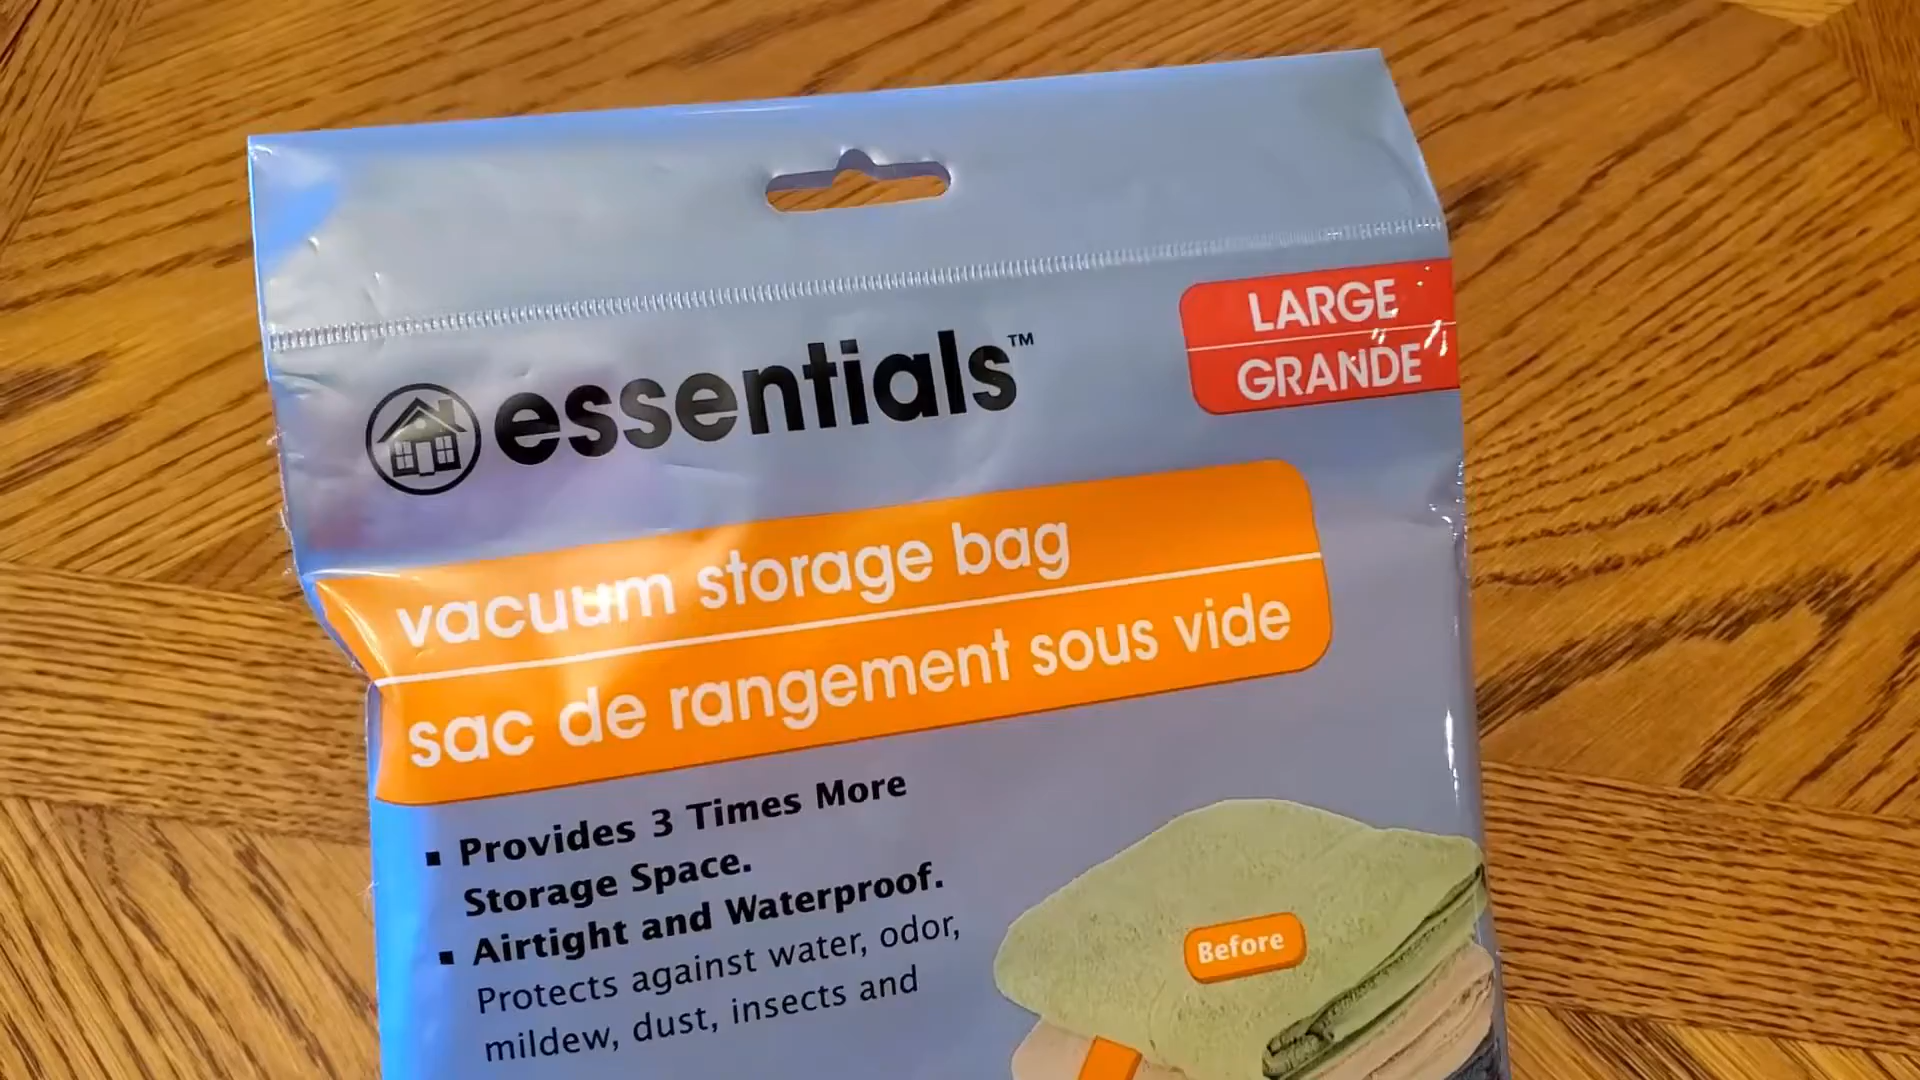 essentials™
LARGE
GRANDE
vacuum storage bag
sac de rangement sous vide
▪ Provides 3 Times More
Storage Space.
▪ Airtight and Waterproof.
Protects against water, odor,
mildew, dust, insects and
Before